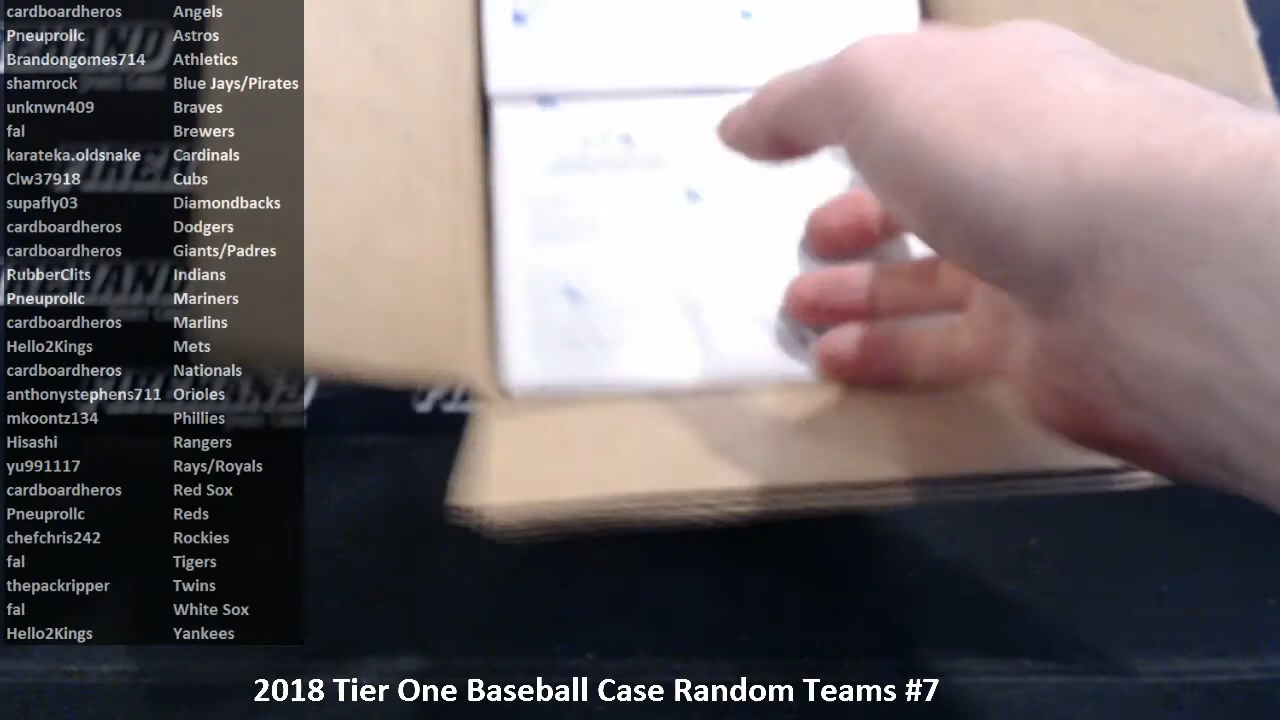 cardboardheros Angels
Pneuprollc Astros
Brandongomes714 Athletics
shamrock Blue Jays/Pirates
unknwn409 Braves
fal Brewers
karateka.oldsnake Cardinals
Clw37918 Cubs
supafly03 Diamondbacks
cardboardheros Dodgers
cardboardheros Giants/Padres
RubberClits Indians
Pneuprollc Mariners
cardboardheros Marlins
Hello2Kings Mets
cardboardheros Nationals
anthonystephens711 Orioles
mkoontz134 Phillies
Hisashi Rangers
yu991117 Rays/Royals
cardboardheros Red Sox
Pneuprollc Reds
chefchris242 Rockies
fal Tigers
thepackripper Twins
fal White Sox
Hello2Kings Yankees
2018 Tier One Baseball Case Random Teams #7